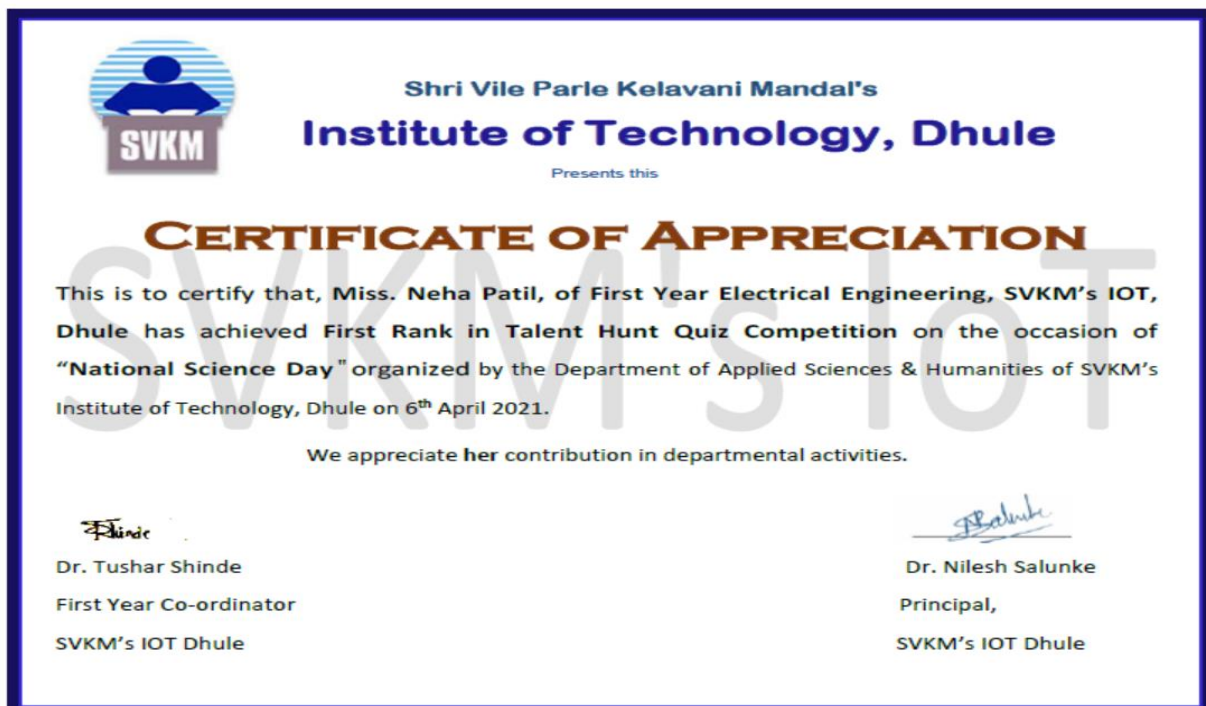 SVKM
Shri Vile Parle Kelavani Mandal's
Institute of Technology, Dhule
Presents this
CERTIFICATE OF APPRECIATION
SVKM's IoT
This is to certify that, Miss. Neha Patil, of First Year Electrical Engineering, SVKM's IOT,
Dhule has achieved First Rank in Talent Hunt Quiz Competition on the occasion of
“National Science Day" organized by the Department of Applied Sciences & Humanities of SVKM's
Institute of Technology, Dhule on 6th April 2021.
We appreciate her contribution in departmental activities.
Shinde
Dr. Tushar Shinde
First Year Co-ordinator
SVKM's IOT Dhule
Dr. Nilesh Salunke
Principal,
SVKM's IOT Dhule